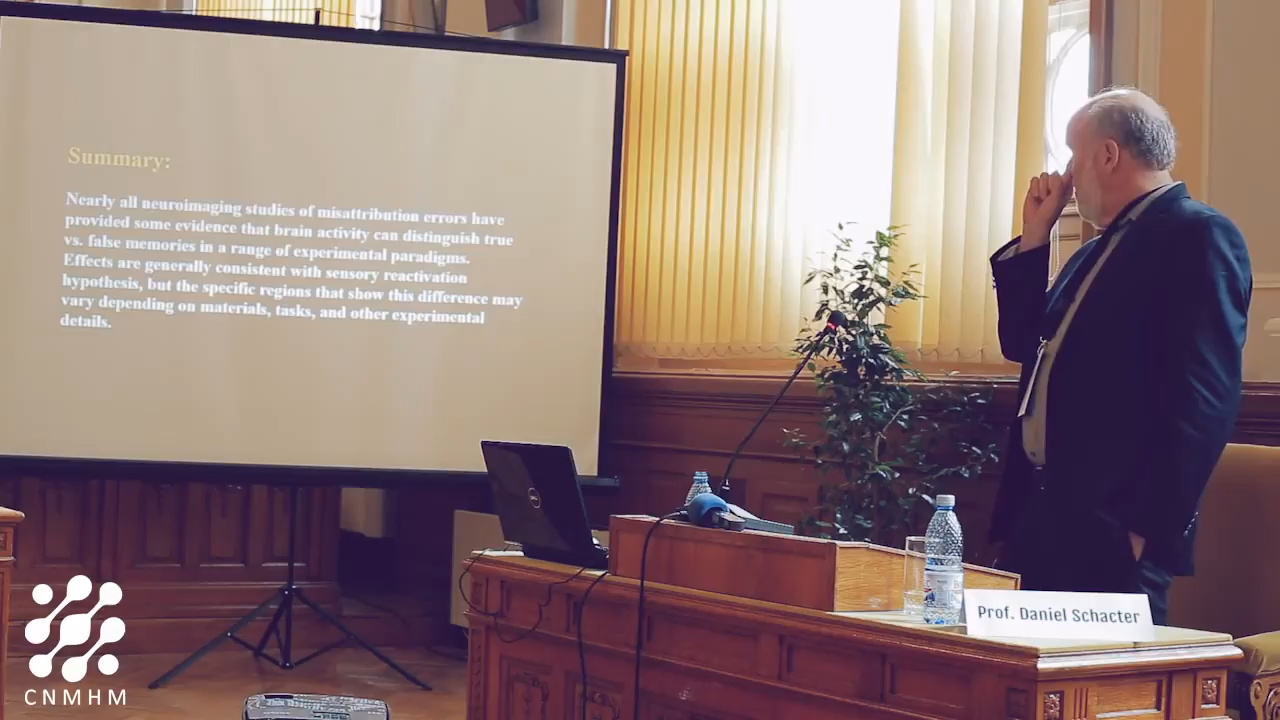 Summary:
Nearly all neuroimaging studies of misattribution errors have
provided some evidence that brain activity can distinguish true
vs. false memories in a range of experimental paradigms.
Effects are generally consistent with sensory reactivation
hypothesis, but the specific regions that show this difference may
vary depending on materials, tasks, and other experimental
details.
DELL
Prof. Daniel Schacter
CNMHM